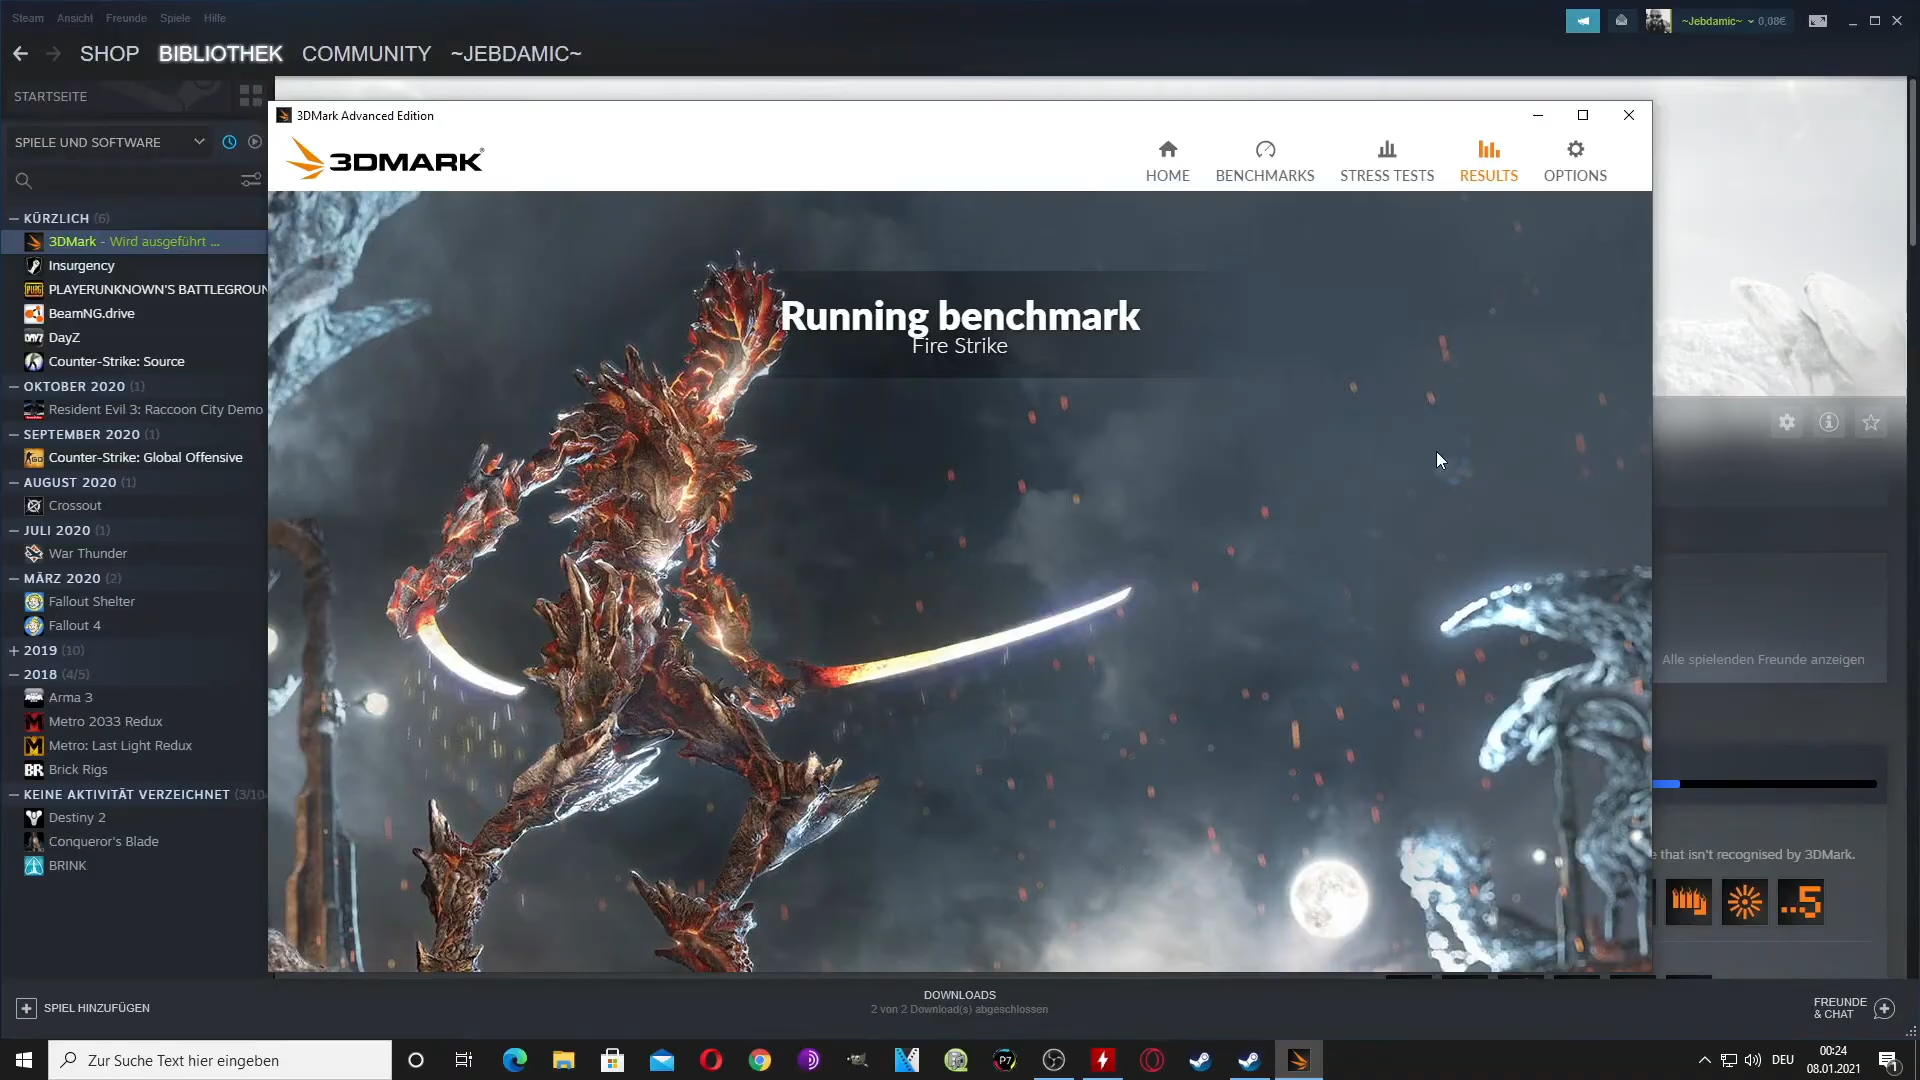 Steam Ansicht Freunde Spiele Hilfe
~Jebdamic~ 0,08€
SHOP BIBLIOTHEK COMMUNITY ~JEBDAMIC~
STARTSEITE
SPIELE UND SOFTWARE
KÜRZLICH (6)
3DMark - Wird ausgeführt ...
Insurgency
PLAYERUNKNOWN'S BATTLEGROUN
BeamNG.drive
DayZ
Counter-Strike: Source
OKTOBER 2020 (1)
Resident Evil 3: Raccoon City Demo
SEPTEMBER 2020 (1)
Counter-Strike: Global Offensive
AUGUST 2020 (1)
Crossout
JULI 2020 (1)
War Thunder
MÄRZ 2020 (2)
Fallout Shelter
Fallout 4
2019 (10)
2018 (4/5)
Arma 3
Metro 2033 Redux
Metro: Last Light Redux
Brick Rigs
KEINE AKTIVITÄT VERZEICHNET (3/10
Destiny 2
Conqueror's Blade
BRINK
3DMark Advanced Edition
3DMARK
HOME BENCHMARKS STRESS TESTS RESULTS OPTIONS
Running benchmark
Fire Strike
Alle spielenden Freunde anzeigen
e that isn't recognised by 3DMark.
...5
SPIEL HINZUFÜGEN
DOWNLOADS
2 von 2 Download(s) abgeschlossen
FREUNDE
& CHAT
Zur Suche Text hier eingeben
P7
DEU
00:24
08.01.2021
1